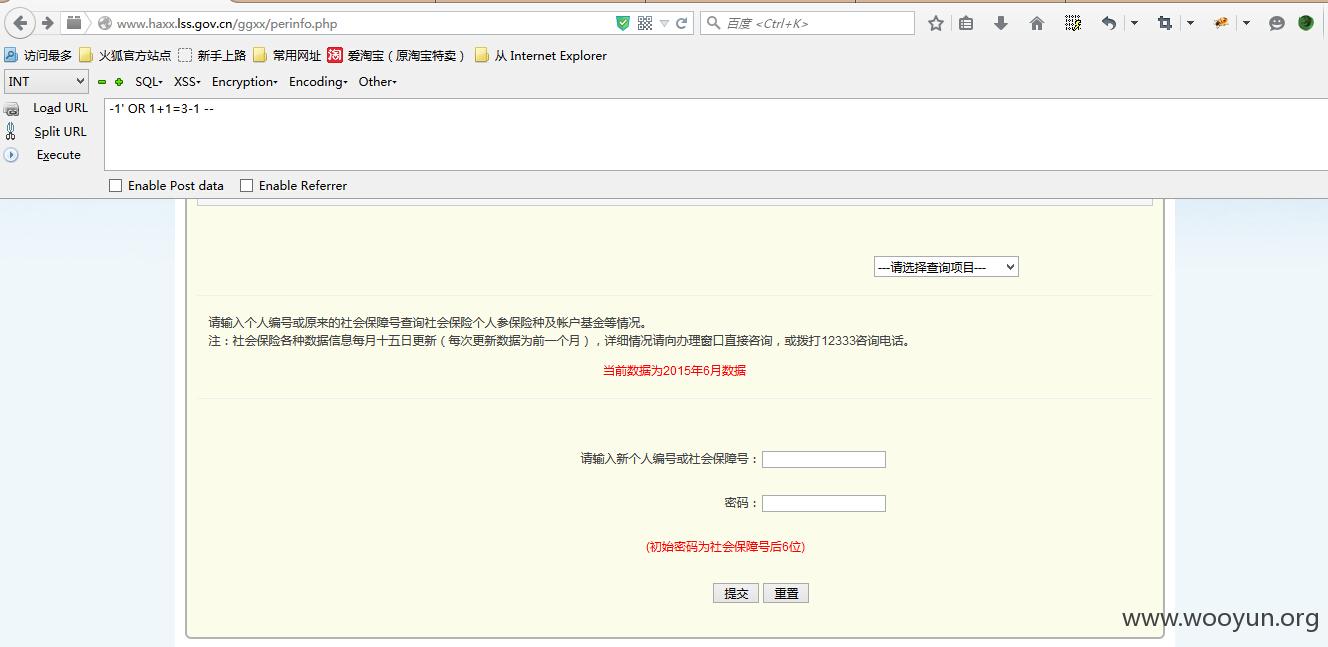 www.haxx.lss.gov.cn/ggxx/perinfo.php
百度 <Ctrl+K>
访问最多 火狐官方站点 新手上路 常用网址 淘 爱淘宝（原淘宝特卖） 从 Internet Explorer
INT SQL XSS Encryption Encoding Other
Load URL
-1' OR 1+1=3-1 --
Split URL
Execute
Enable Post data Enable Referrer
---请选择查询项目---
请输入个人编号或原来的社会保障号查询社会保险个人参保险种及帐户基金等情况。
注：社会保险各种数据信息每月十五日更新（每次更新数据为前一个月），详细情况请向办理窗口直接咨询，或拨打12333咨询电话。
当前数据为2015年6月数据
请输入新个人编号或社会保障号：
密码：
(初始密码为社会保障号后6位)
提交 重置
www.wooyun.org